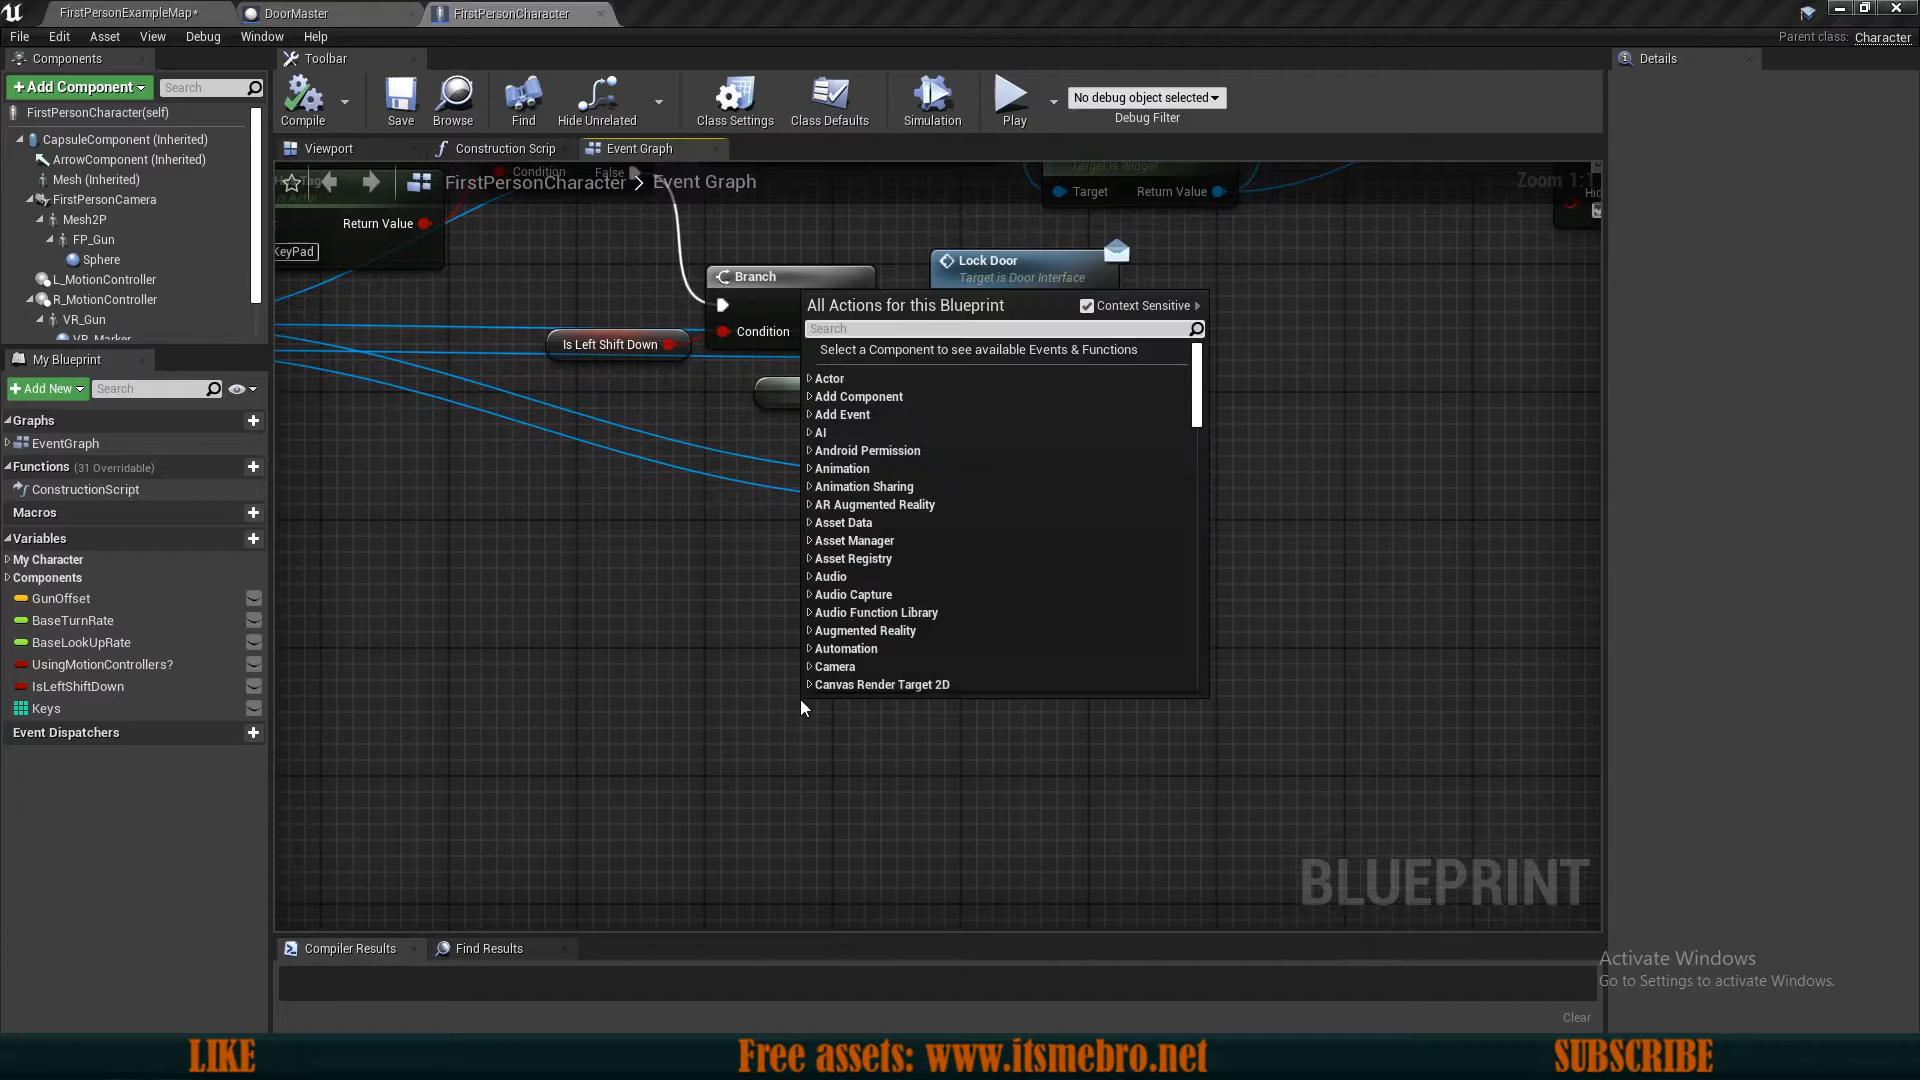 FirstPersonExampleMap*
DoorMaster
FirstPersonCharacter
File Edit Asset View Debug Window Help
Parent class: Character
Components
Toolbar
Details
+Add Component
Search
FirstPersonCharacter(self)
CapsuleComponent (Inherited)
ArrowComponent (Inherited)
Mesh (Inherited)
FirstPersonCamera
Mesh2P
FP_Gun
Sphere
L_MotionController
R_MotionController
VR_Gun
VR_Marker
Compile
Save
Browse
Find
Hide Unrelated
Class Settings
Class Defaults
Simulation
Play
No debug object selected
Debug Filter
Viewport
Construction Scrip
Event Graph
FirstPersonCharacter > Event Graph
Zoom 1:1
Condition
False
Target is Widget
Target
Return Value
Return Value
KeyPad
Branch
Condition
Is Left Shift Down
Lock Door
Target is Door Interface
All Actions for this Blueprint
Context Sensitive
Search
Select a Component to see available Events & Functions
Actor
Add Component
Add Event
AI
Android Permission
Animation
Animation Sharing
AR Augmented Reality
Asset Data
Asset Manager
Asset Registry
Audio
Audio Capture
Audio Function Library
Augmented Reality
Automation
Camera
Canvas Render Target 2D
My Blueprint
+Add New
Search
Graphs
EventGraph
Functions (31 Overridable)
ConstructionScript
Macros
Variables
My Character
Components
GunOffset
BaseTurnRate
BaseLookUpRate
UsingMotionControllers?
IsLeftShiftDown
Keys
Event Dispatchers
BLUEPRINT
Compiler Results
Find Results
Clear
Activate Windows
Go to Settings to activate Windows.
LIKE
Free assets: www.itsmebro.net
SUBSCRIBE